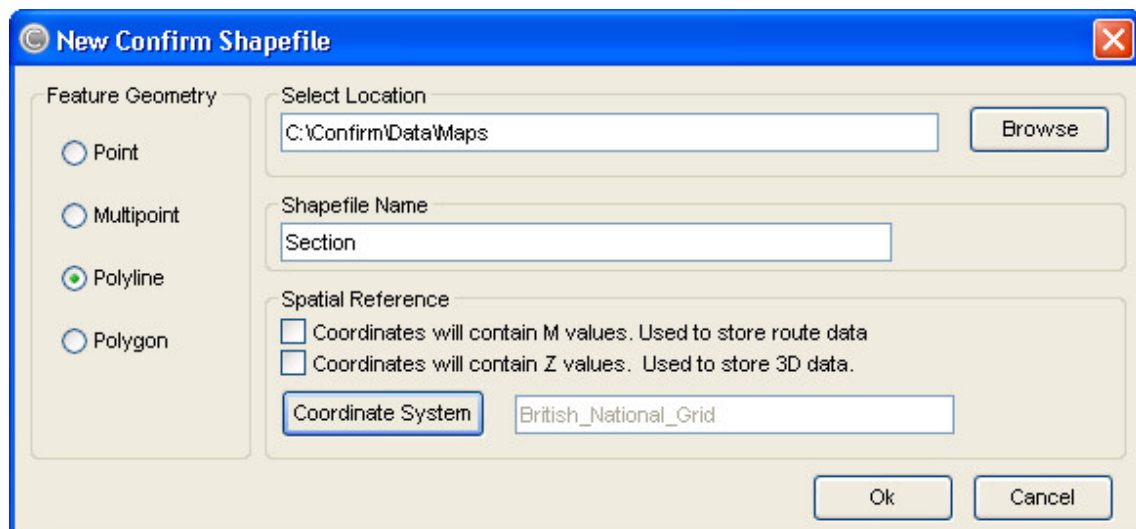 New Confirm Shapefile
Feature Geometry
Point
Multipoint
Polyline
Polygon
Select Location
C:\Confirm\Data\Maps
Browse
Shapefile Name
Section
Spatial Reference
Coordinates will contain M values. Used to store route data
Coordinates will contain Z values. Used to store 3D data.
Coordinate System
British_National_Grid
Ok
Cancel